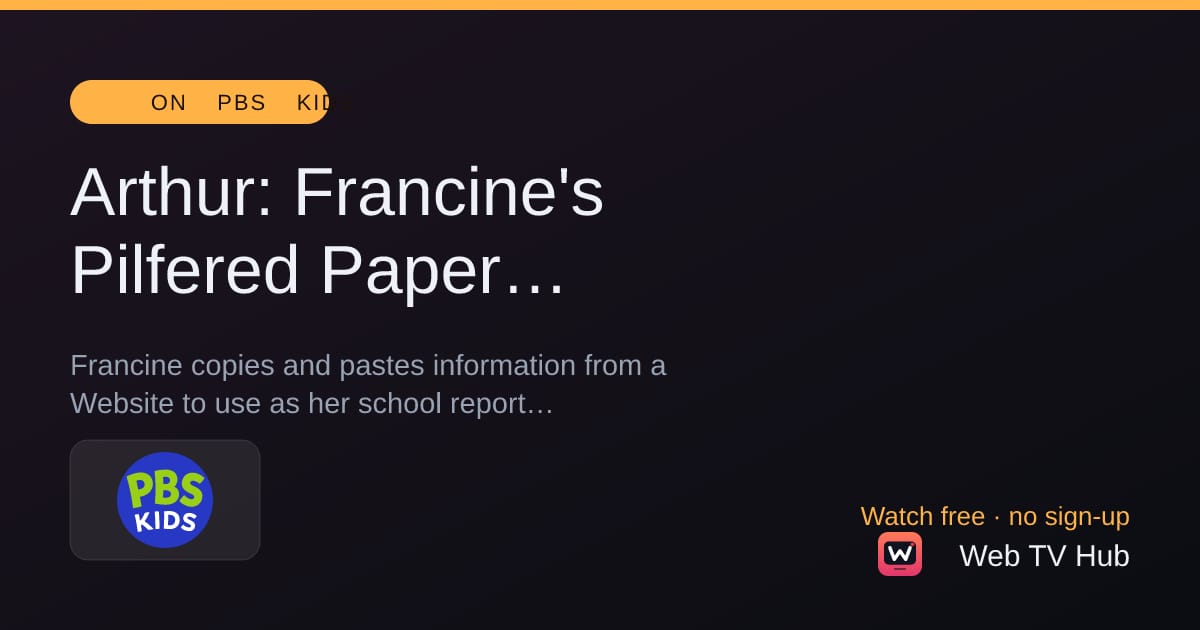 ON PBS KIDS
Arthur: Francine's
Pilfered Paper…
Francine copies and pastes information from a
Website to use as her school report…
PBS
KIDS
Watch free · no sign-up
W
Web TV Hub